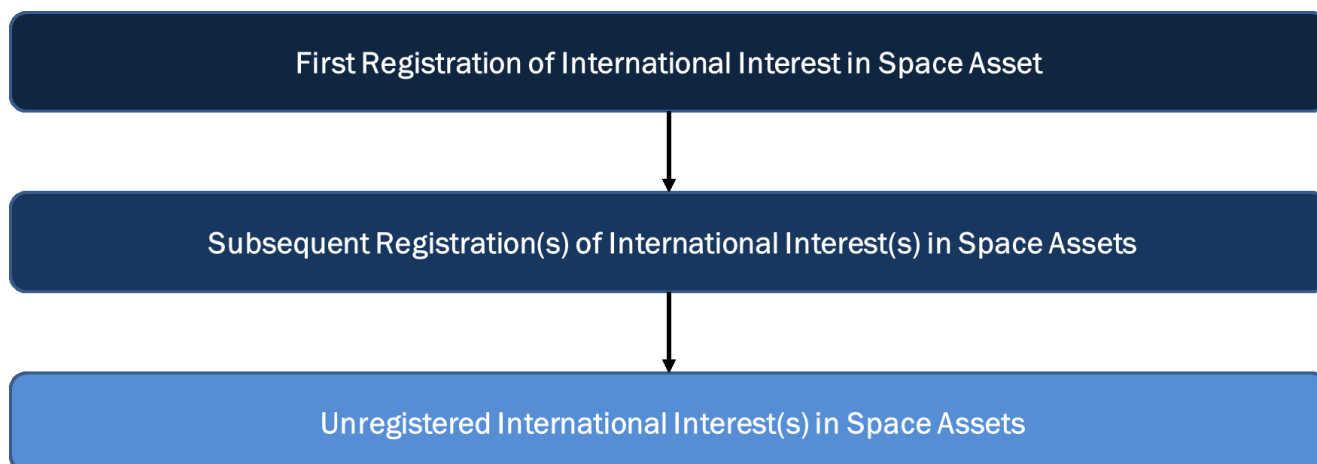 First Registration of International Interest in Space Asset
Subsequent Registration(s) of International Interest(s) in Space Assets
Unregistered International Interest(s) in Space Assets